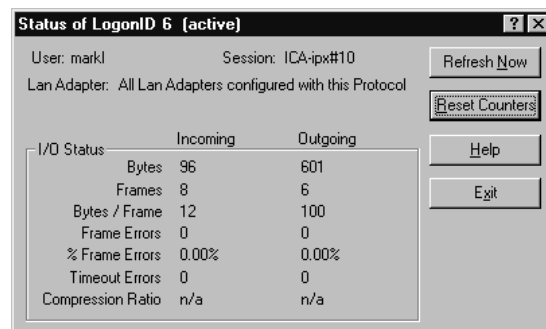 Status of LogonID 6 (active)
User: markl Session: ICA-ipx#10
Refresh Now
Lan Adapter: All Lan Adapters configured with this Protocol
Reset Counters
Incoming Outgoing
I/O Status
Help
Bytes 96 601
Frames 8 6
Exit
Bytes / Frame 12 100
Frame Errors 0 0
% Frame Errors 0.00% 0.00%
Timeout Errors 0 0
Compression Ratio n/a n/a